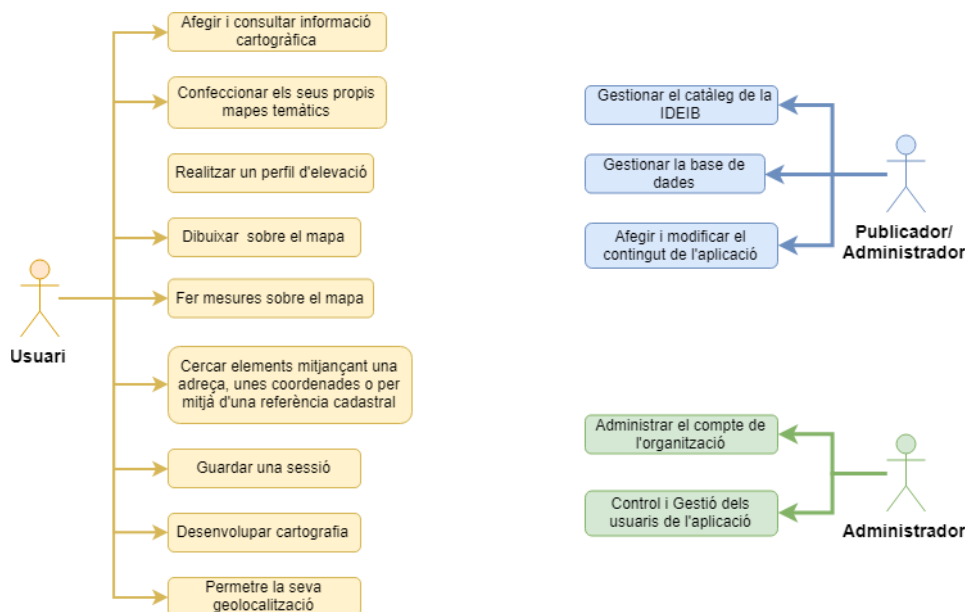 Afegir i consultar informació
cartogràfica
Confeccionar els seus propis
mapes temàtics
Realitzar un perfil d'elevació
Dibuixar sobre el mapa
Fer mesures sobre el mapa
Usuari
Cercar elements mitjançant una
adreça, unes coordenades o per
mitjà d'una referència cadastral
Guardar una sessió
Desenvolupar cartografia
Permetre la seva
geolocalització
Gestionar el catàleg de la
IDEIB
Gestionar la base de
dades
Afegir i modificar el
contingut de l'aplicació
Publicador/
Administrador
Administrar el compte de
l'organització
Control i Gestió dels
usuaris de l'aplicació
Administrador